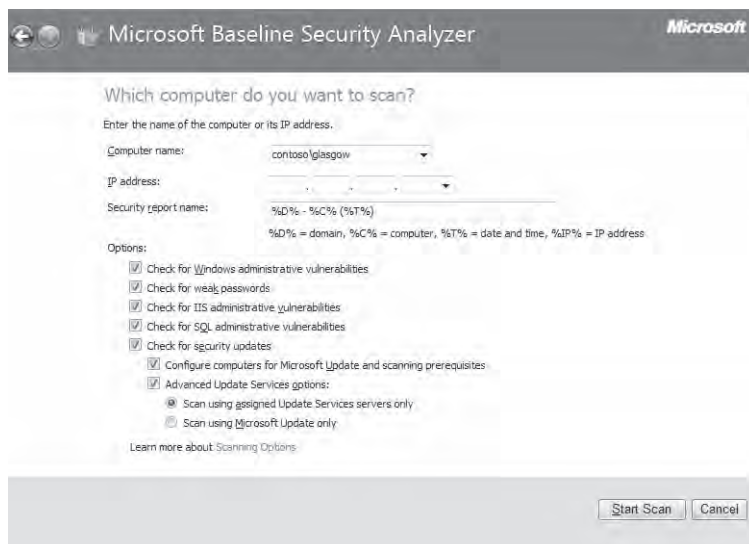 Microsoft Baseline Security Analyzer
Microsoft
Which computer do you want to scan?
Enter the name of the computer or its IP address.
Computer name:
contoso\glasgow
IP address:
. . .
Security report name:
%D% - %C% (%T%)
%D% = domain, %C% = computer, %T% = date and time, %IP% = IP address
Options:
Check for Windows administrative vulnerabilities
Check for weak passwords
Check for IIS administrative vulnerabilities
Check for SQL administrative vulnerabilities
Check for security updates
Configure computers for Microsoft Update and scanning prerequisites
Advanced Update Services options:
Scan using assigned Update Services servers only
Scan using Microsoft Update only
Learn more about Scanning Options
Start Scan
Cancel